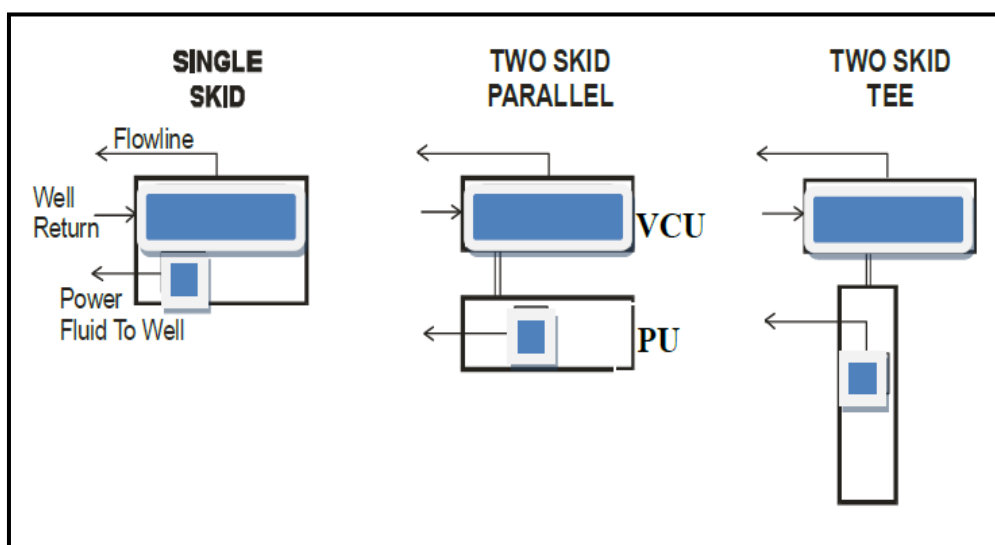 SINGLE
SKID
TWO SKID
PARALLEL
TWO SKID
TEE
Flowline
Well
Return
Power
Fluid To Well
VCU
PU